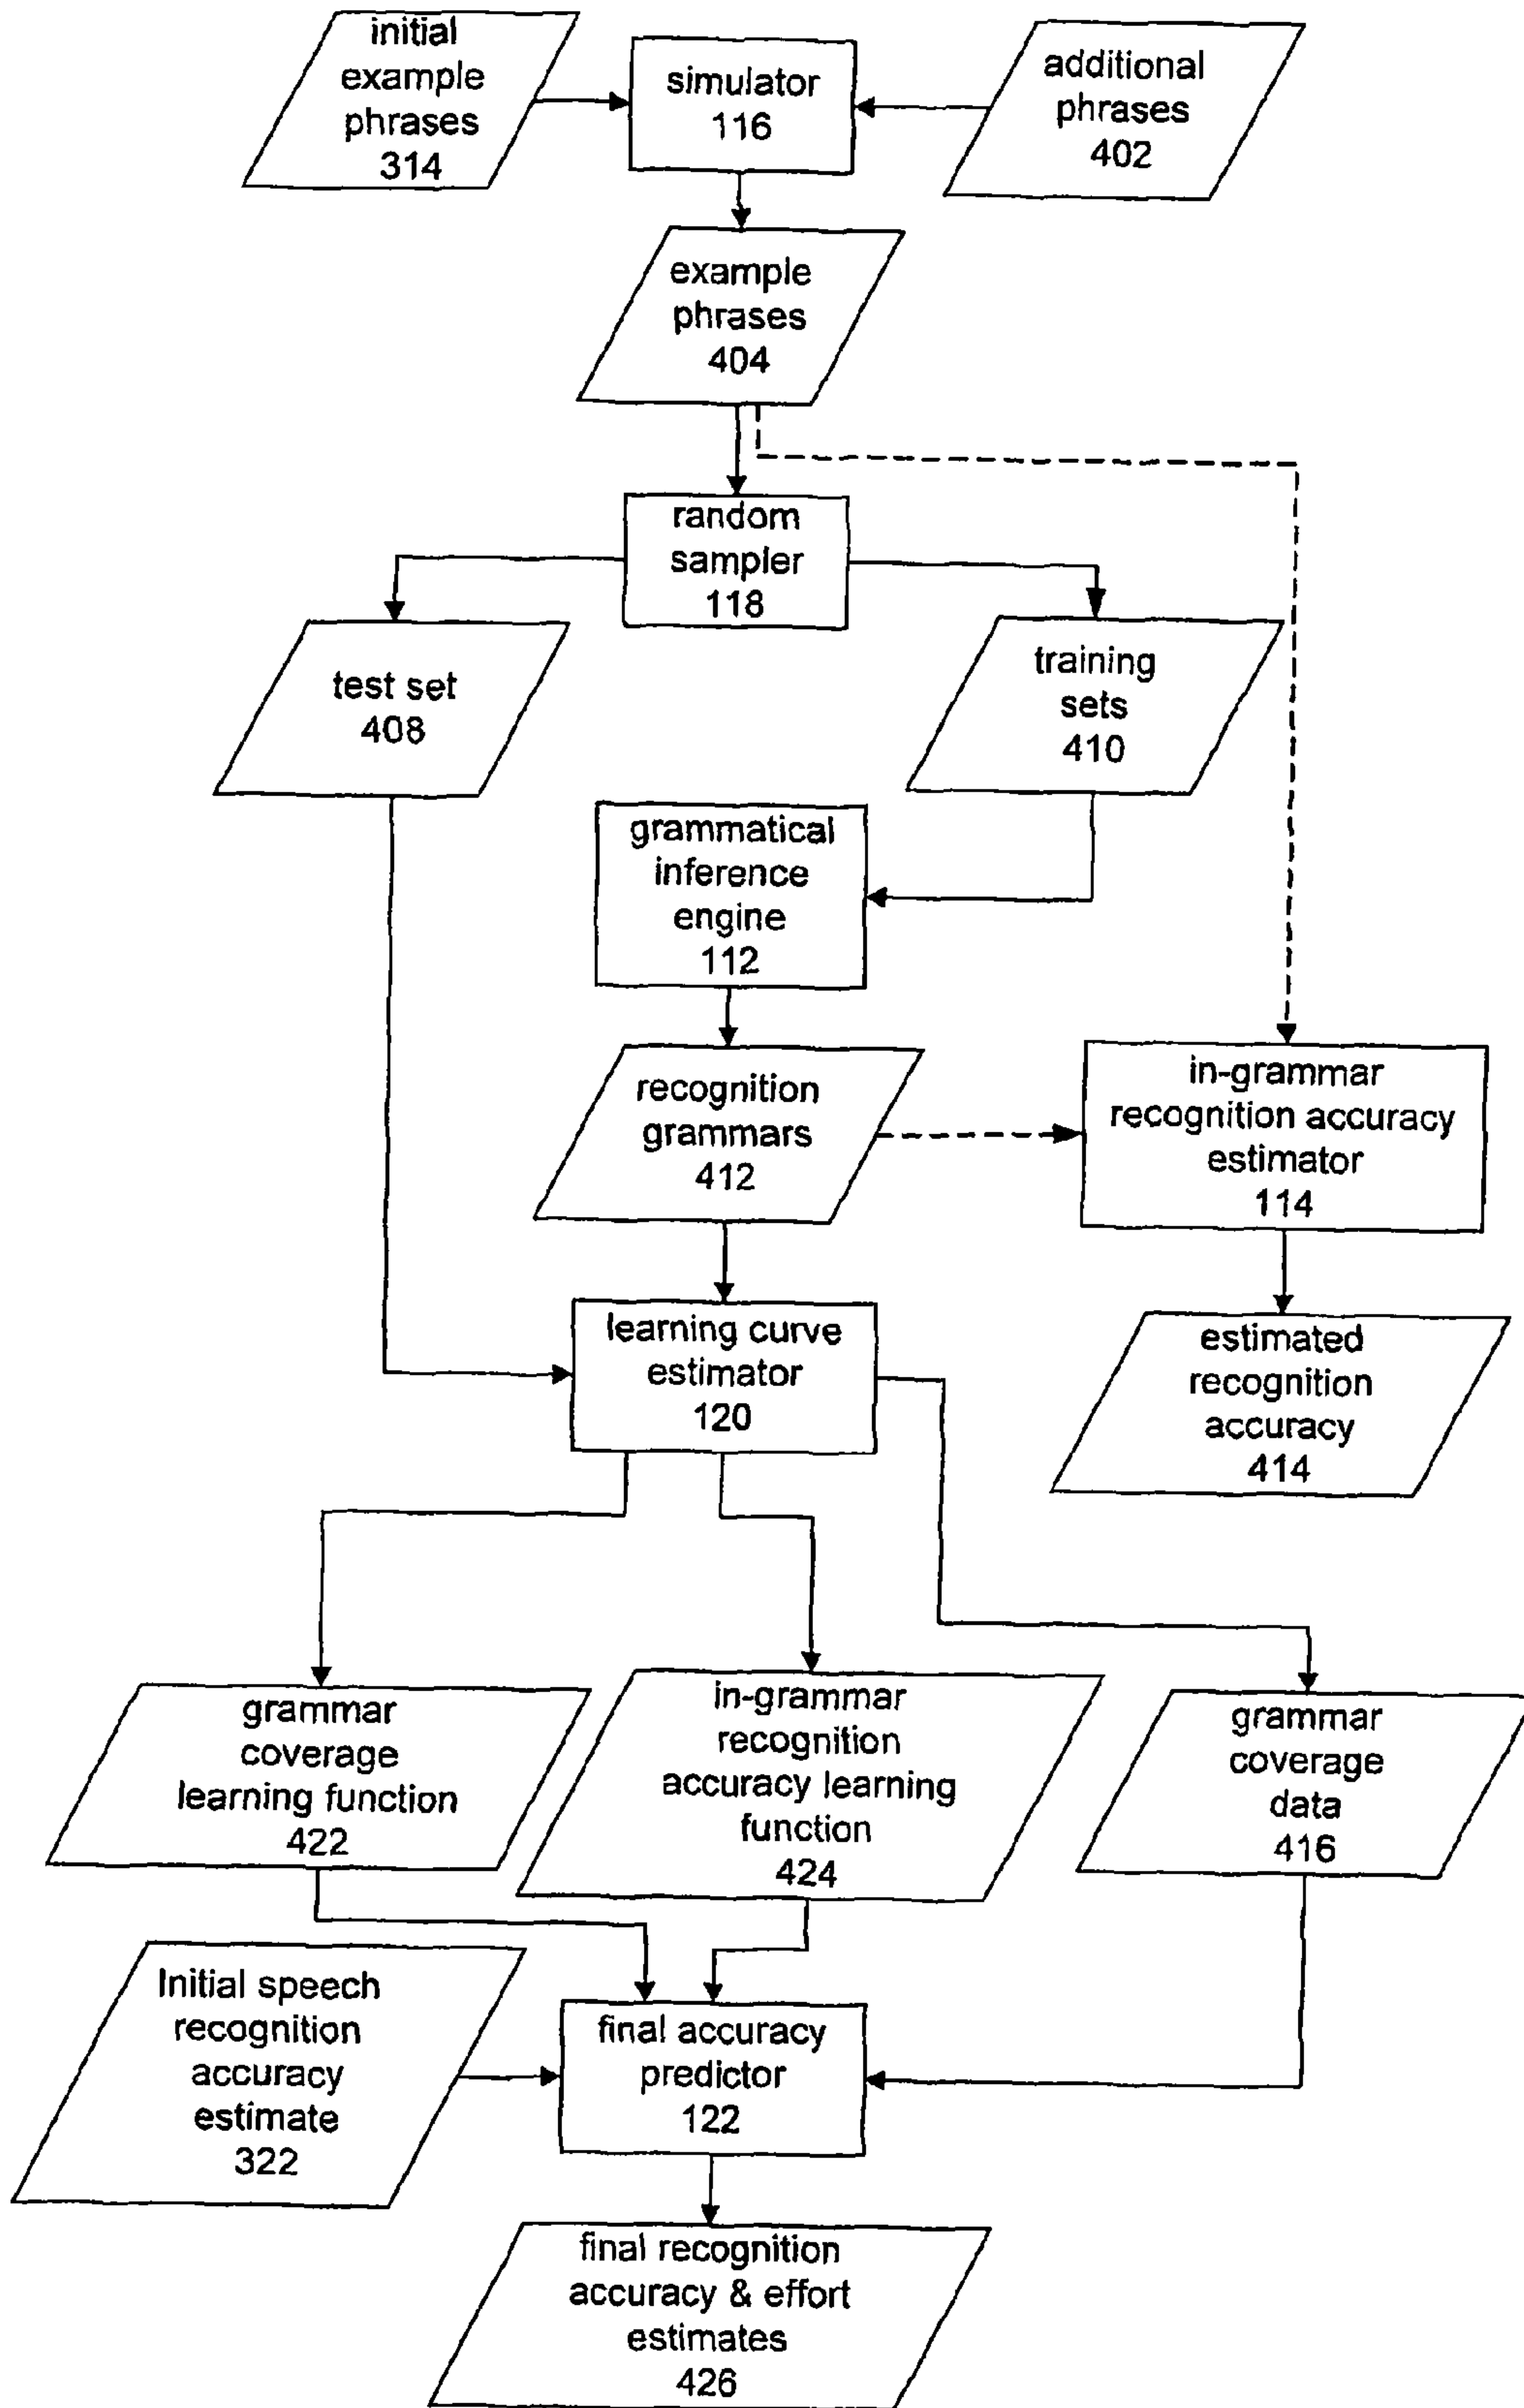 initial
example
phrases
314
simulator
116
additional
phrases
402
example
phrases
404
random
sampler
118
test set
408
training
sets
410
grammatical
inference
engine
112
recognition
grammars
412
in-grammar
recognition accuracy
estimator
114
learning curve
estimator
120
estimated
recognition
accuracy
414
grammar
coverage
learning function
422
in-grammar
recognition
accuracy learning
function
424
grammar
coverage
data
416
Initial speech
recognition
accuracy
estimate
322
final accuracy
predictor
122
final recognition
accuracy & effort
estimates
426